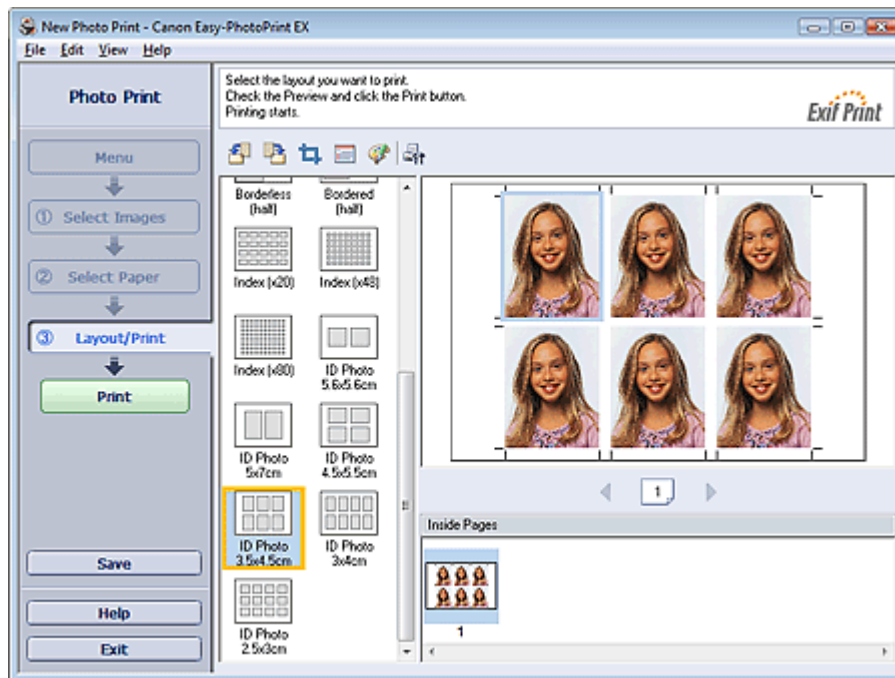 New Photo Print - Canon Easy-PhotoPrint EX
File Edit View Help
Photo Print
Select the layout you want to print.
Check the Preview and click the Print button.
Printing starts.
Exif Print
Menu
① Select Images
② Select Paper
③ Layout/Print
Print
Save
Help
Exit
Borderless
(half)
Bordered
(half)
Index (x20)
Index (x48)
Index (x80)
ID Photo
5.6x5.6cm
ID Photo
5x7cm
ID Photo
4.5x5.5cm
ID Photo
3.5x4.5cm
ID Photo
3x4cm
ID Photo
2.5x3cm
1
Inside Pages
1